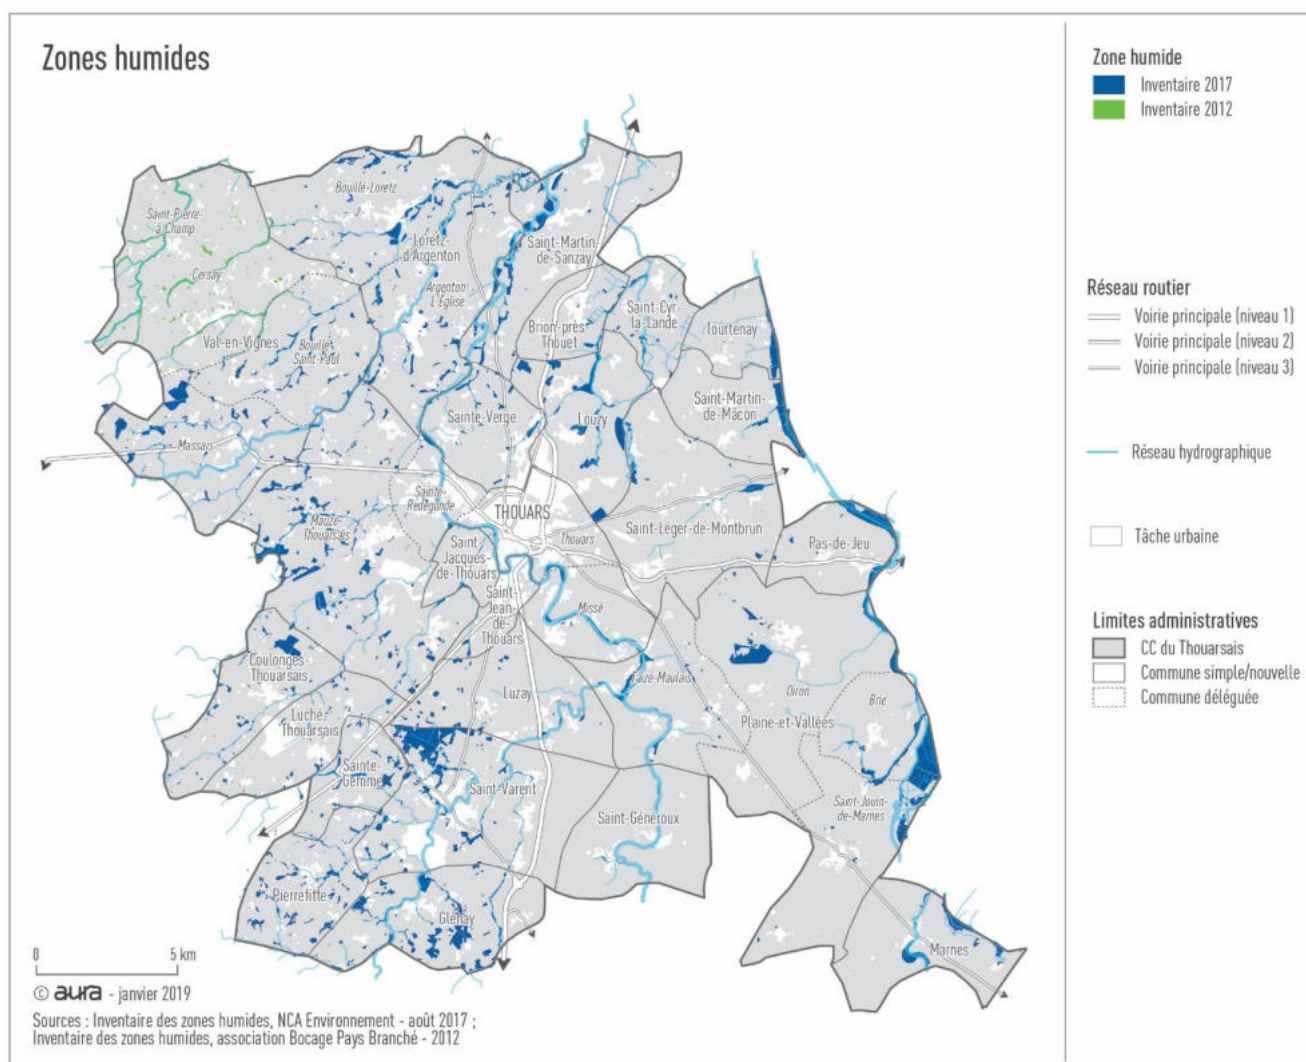 Zones humides
Zone humide
Inventaire 2017
Inventaire 2012
Réseau routier
Voirie principale (niveau 1)
Voirie principale (niveau 2)
Voirie principale (niveau 3)
Réseau hydrographique
Tâche urbaine
Limites administratives
CC du Thouarsais
Commune simple/nouvelle
Commune déléguée
Bouillé-Loretz
Saint-Pierre-
à Champ
Cersay
Loretz-
d'Argenton
Argenton
L'Église
Saint-Martin-
de-Sanzay
Saint-Cyr-
la-Lande
Brion-près-
Thouet
Tourtenay
Val-en-Vignes
Bouillé
Saint-Paul
Saint-Martin-
de-Mâcon
Sainte-Verge
Louzy
Massais
Sainte-
Radegonde
THOUARS
Mauzé-
Thouarsais
Thouars
Saint-Léger-de-Montbrun
Pas-de-Jeu
Saint-
Jacques-
de-Thouars
Saint-
Jean-
de-
Thouars
Missé
Coulonges-
Thouarsais
Taizé-Maulais
Luzay
Oiron
Brie
Plaine-et-Vallées
Luché-
Thouarsais
Sainte-
Gemme
Saint-Varent
Saint-Généroux
Saint-Jouin-
de-Marnes
Pierrefitte
Glénay
Marnes
0 5 km
© aura - janvier 2019
Sources : Inventaire des zones humides, NCA Environnement - août 2017 ;
Inventaire des zones humides, association Bocage Pays Branché - 2012